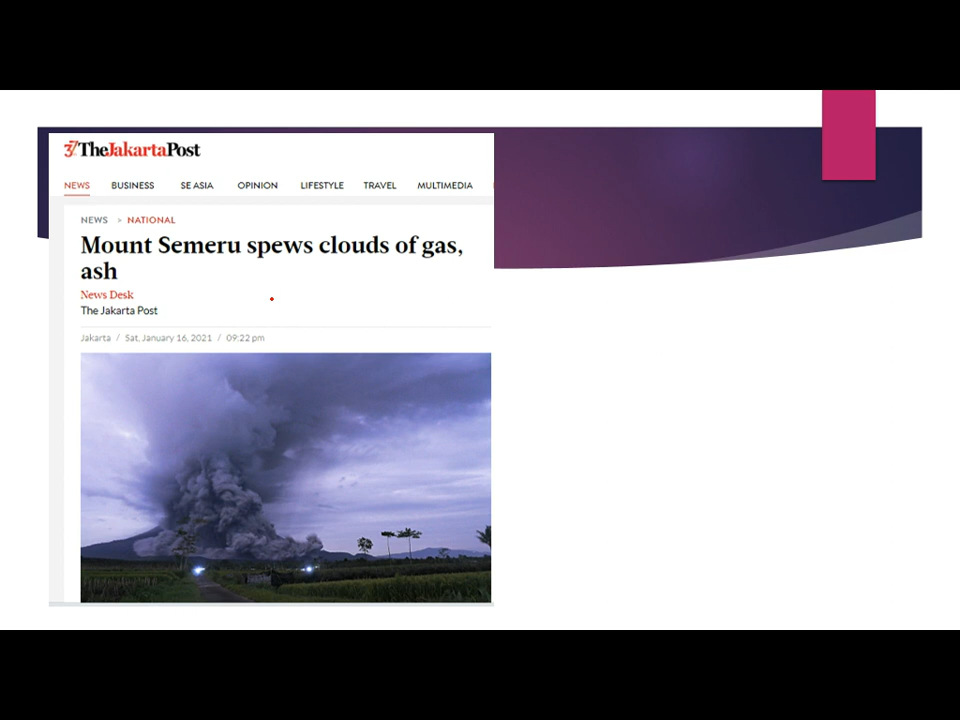 37 TheJakartaPost
NEWS BUSINESS SE ASIA OPINION LIFESTYLE TRAVEL MULTIMEDIA
NEWS > NATIONAL
Mount Semeru spews clouds of gas,
ash
News Desk
The Jakarta Post
Jakarta / Sat, January 16, 2021 / 09:22 pm